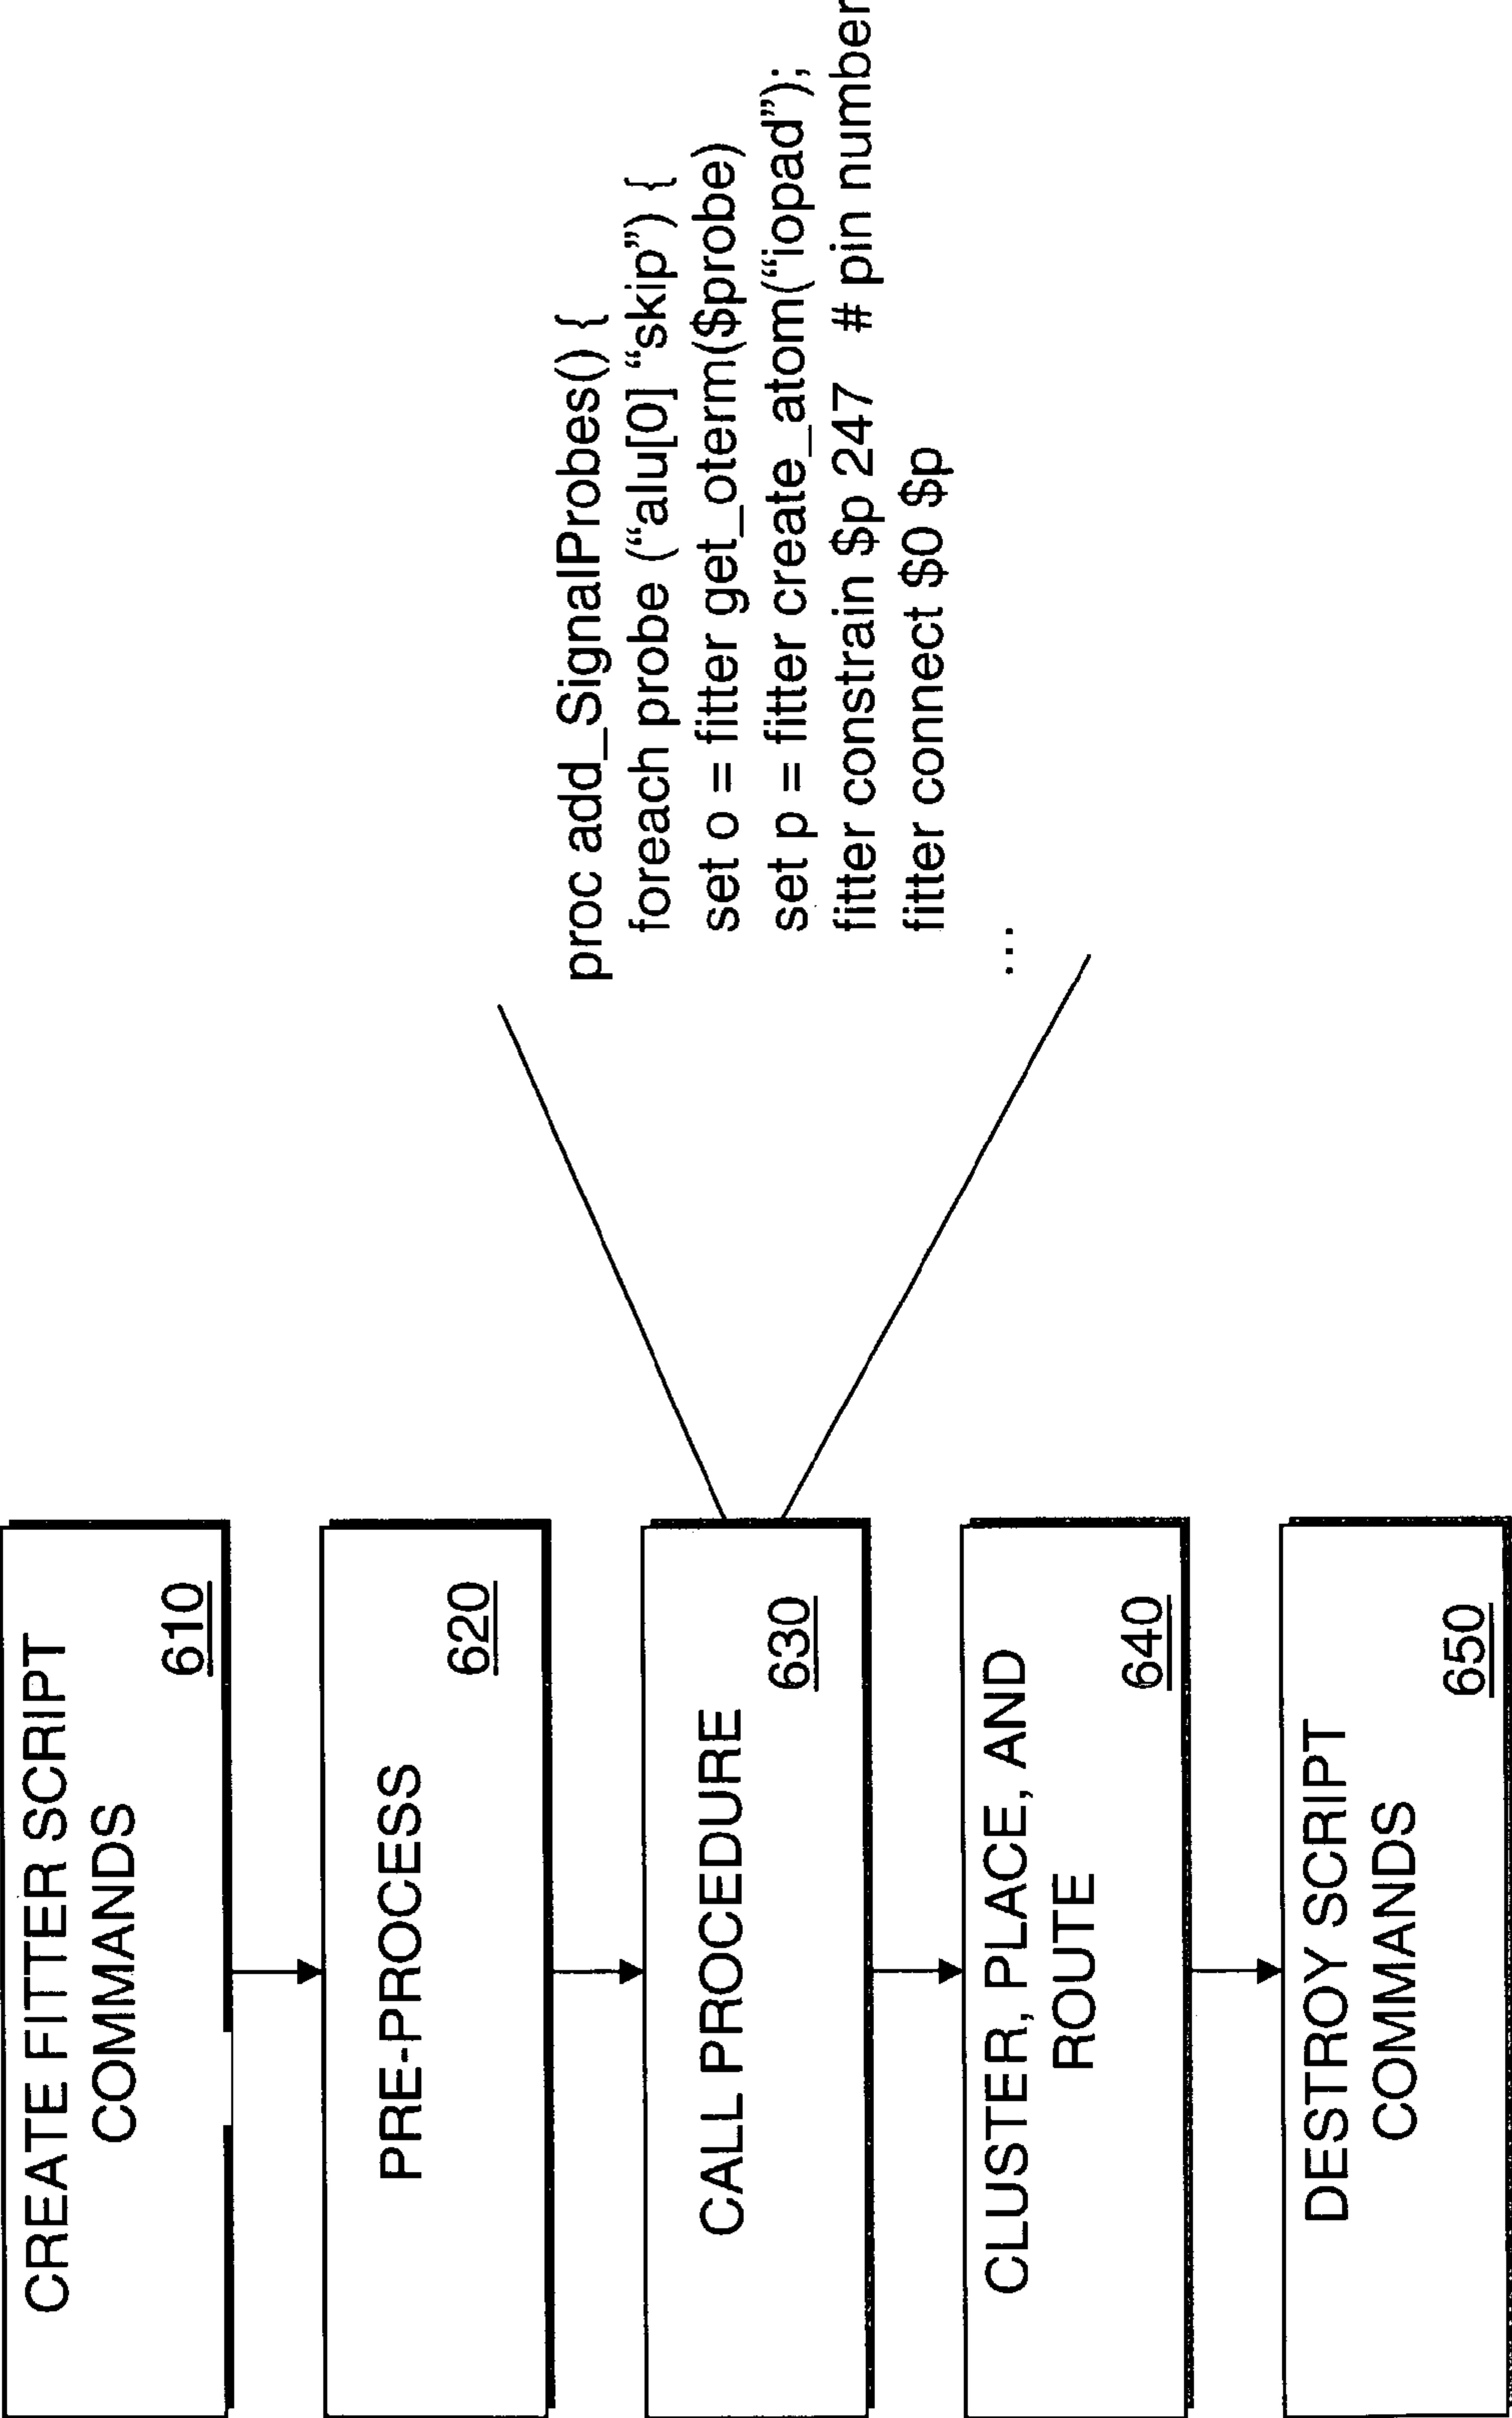 CREATE FITTER SCRIPT
COMMANDS
610
PRE-PROCESS
620
CALL PROCEDURE
630
CLUSTER, PLACE, AND
ROUTE
640
DESTROY SCRIPT
COMMANDS
650
proc add_SignalProbes() {
foreach probe (“alu[0] “skip”) {
set o = fitter get_oterm($probe)
set p = fitter create_atom(“iopad”);
fitter constrain $p 247 # pin number
fitter connect $0 $p
...